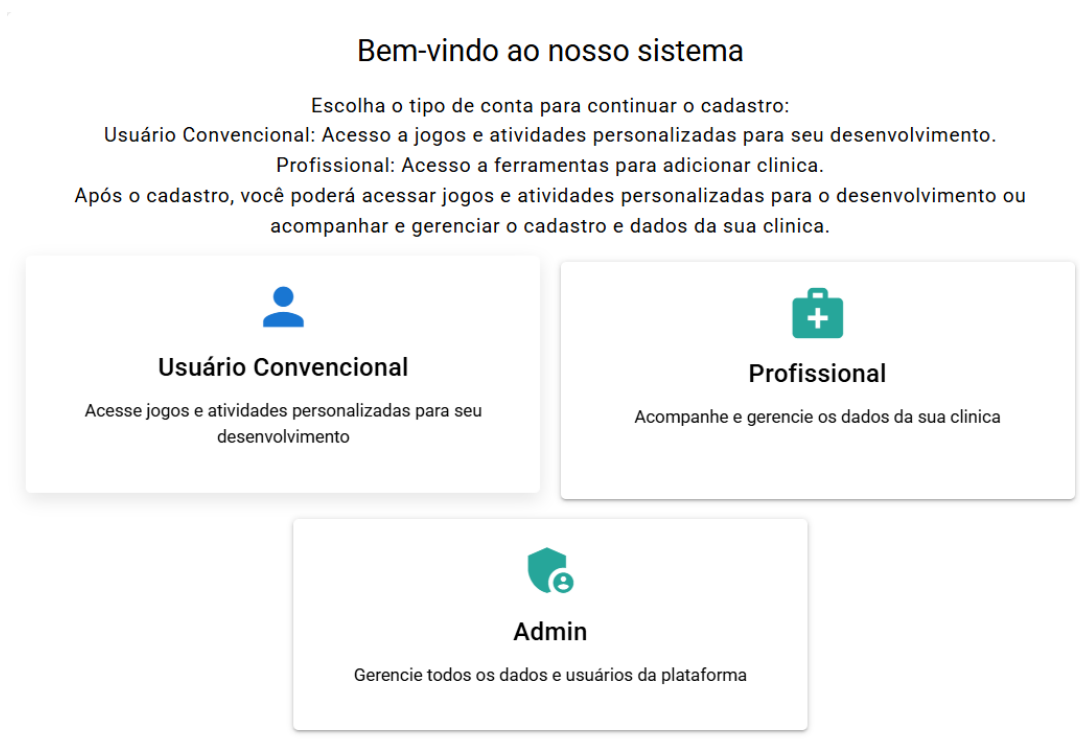 Bem-vindo ao nosso sistema
Escolha o tipo de conta para continuar o cadastro:
Usuário Convencional: Acesso a jogos e atividades personalizadas para seu desenvolvimento.
Profissional: Acesso a ferramentas para adicionar clinica.
Após o cadastro, você poderá acessar jogos e atividades personalizadas para o desenvolvimento ou
acompanhar e gerenciar o cadastro e dados da sua clinica.
Usuário Convencional
Acesse jogos e atividades personalizadas para seu
desenvolvimento
Profissional
Acompanhe e gerencie os dados da sua clinica
Admin
Gerencie todos os dados e usuários da plataforma